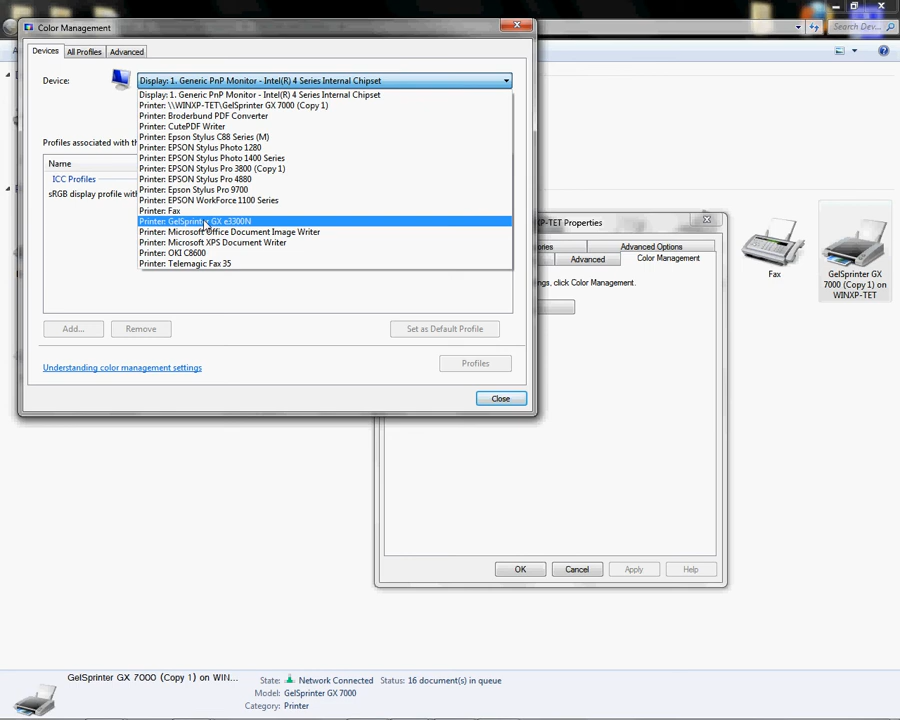 Color Management
Search Dev...
Devices
All Profiles
Advanced
Device:
Display: 1. Generic PnP Monitor - Intel(R) 4 Series Internal Chipset
Display: 1. Generic PnP Monitor - Intel(R) 4 Series Internal Chipset
Printer: \\WINXP-TET\GelSprinter GX 7000 (Copy 1)
Printer: Broderbund PDF Converter
Printer: CutePDF Writer
Printer: Epson Stylus C88 Series (M)
Printer: EPSON Stylus Photo 1280
Printer: EPSON Stylus Photo 1400 Series
Printer: EPSON Stylus Pro 3800 (Copy 1)
Printer: EPSON Stylus Pro 4880
Printer: Epson Stylus Pro 9700
Printer: EPSON WorkForce 1100 Series
Printer: Fax
Printer: GelSprinter GX e3300N
Printer: Microsoft Office Document Image Writer
Printer: Microsoft XPS Document Writer
Printer: OKI C8600
Printer: Telemagic Fax 35
Profiles associated with th
Name
ICC Profiles
sRGB display profile with
Add...
Remove
Set as Default Profile
Understanding color management settings
Profiles
Close
XP-TET Properties
ories
Advanced Options
Advanced
Color Management
ngs, click Color Management.
OK
Cancel
Apply
Help
Fax
GelSprinter GX
7000 (Copy 1) on
WINXP-TET
GelSprinter GX 7000 (Copy 1) on WIN...
State:
Network Connected
Status: 16 document(s) in queue
Model: GelSprinter GX 7000
Category: Printer